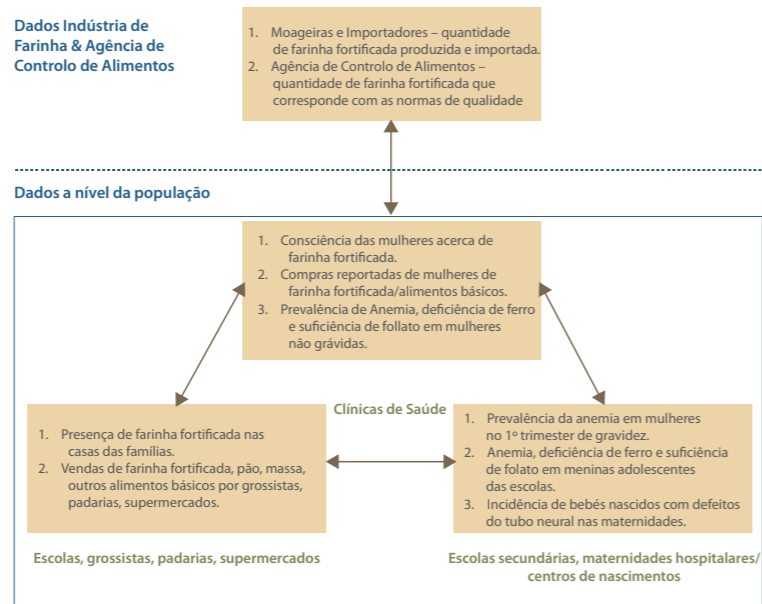 Dados Indústria de
Farinha & Agência de
Controlo de Alimentos
1. Moageiras e Importadores – quantidade
de farinha fortificada produzida e importada.
2. Agência de Controlo de Alimentos –
quantidade de farinha fortificada que
corresponde com as normas de qualidade
Dados a nível da população
1. Consciência das mulheres acerca de
farinha fortificada.
2. Compras reportadas de mulheres de
farinha fortificada/alimentos básicos.
3. Prevalência de Anemia, deficiência de ferro
e suficiência de follato em mulheres
não grávidas.
Clínicas de Saúde
1. Presença de farinha fortificada nas
casas das famílias.
2. Vendas de farinha fortificada, pão, massa,
outros alimentos básicos por grossistas,
padarias, supermercados.
1. Prevalência da anemia em mulheres
no 1º trimester de gravidez.
2. Anemia, deficiência de ferro e suficiência
de folato em meninas adolescentes
das escolas.
3. Incidência de bebés nascidos com defeitos
do tubo neural nas maternidades.
Escolas, grossistas, padarias, supermercados
Escolas secundárias, maternidades hospitalares/
centros de nascimentos